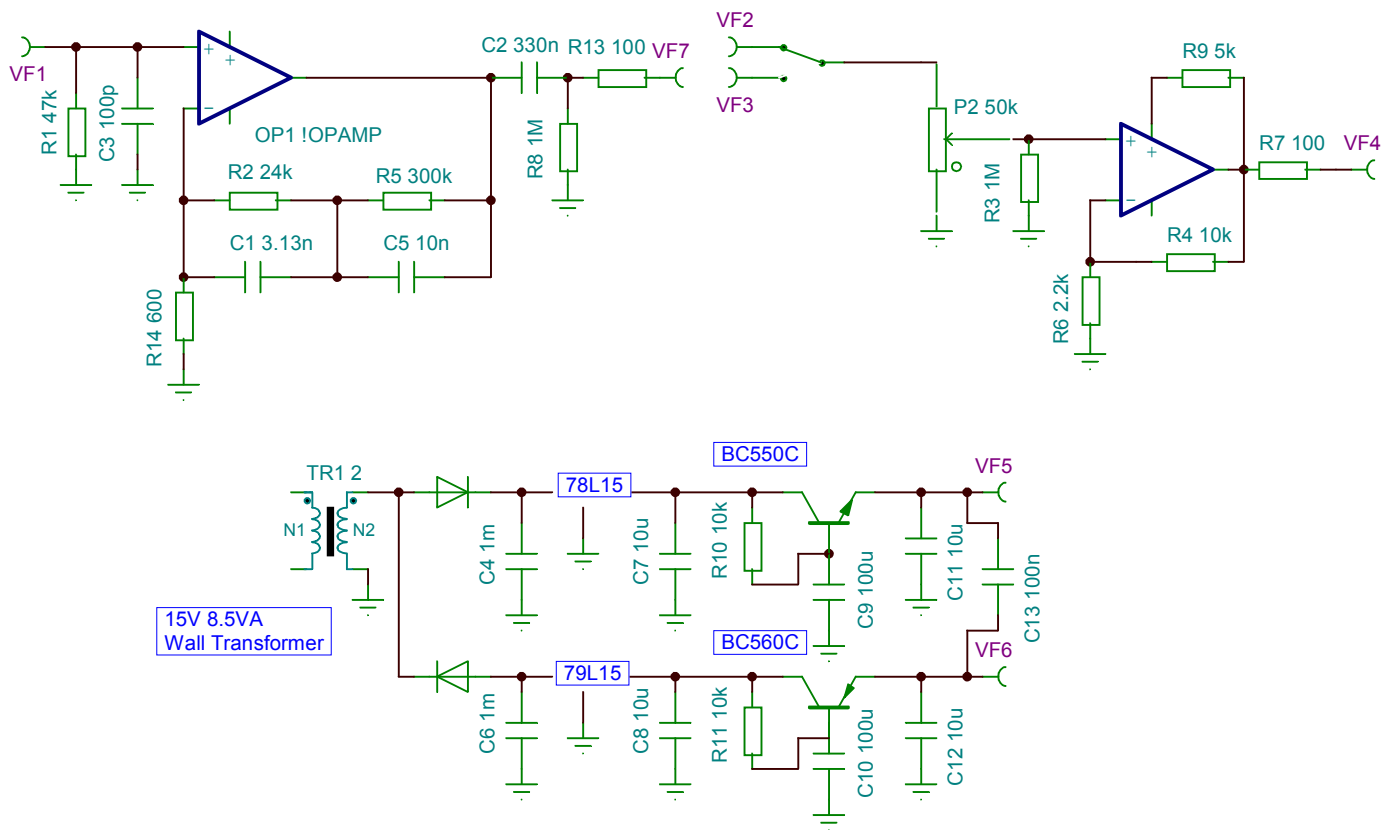 VF1
R1 47k
C3 100p
+
+
−
OP1 !OPAMP
R2 24k
R5 300k
C1 3.13n
C5 10n
R14 600
C2 330n
R13 100
VF7
R8 1M
VF2
VF3
P2 50k
R3 1M
+
+
−
R9 5k
R7 100
VF4
R4 10k
R6 2.2k
TR1 2
N1
N2
15V 8.5VA
Wall Transformer
C4 1m
78L15
C7 10u
R10 10k
BC550C
C9 100u
C11 10u
VF5
C13 100n
C6 1m
79L15
C8 10u
R11 10k
BC560C
C10 100u
C12 10u
VF6